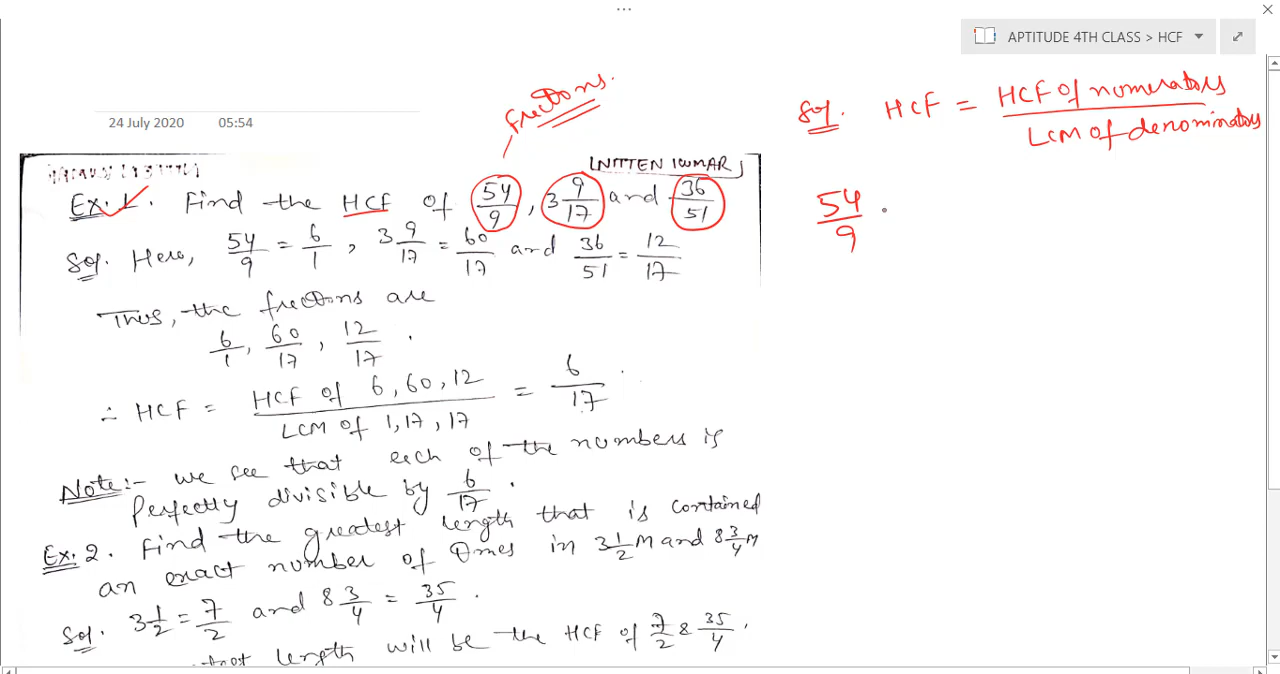 APTITUDE 4TH CLASS > HCF
24 July 2020 05:54
frections.
Sol. HCF = HCF of numerators / LCM of denominators
54/9
(NITTEN KUMAR)
Ex. 1. Find the HCF of 54/9, 3 9/17 and 36/51
Sol. Here, 54/9 = 6/1, 3 9/17 = 60/17 and 36/51 = 12/17
Thus, the frections are
6/1, 60/17, 12/17.
∴ HCF = HCF of 6, 60, 12 / LCM of 1, 17, 17 = 6/17.
Note:- we see that each of the numbers is
perfectly divisible by 6/17.
Ex. 2. Find the greatest length that is contained
an exact number of times in 3 1/2 M and 8 3/4 M
Sol. 3 1/2 = 7/2 and 8 3/4 = 35/4.
length will be the HCF of 7/2 & 35/4.